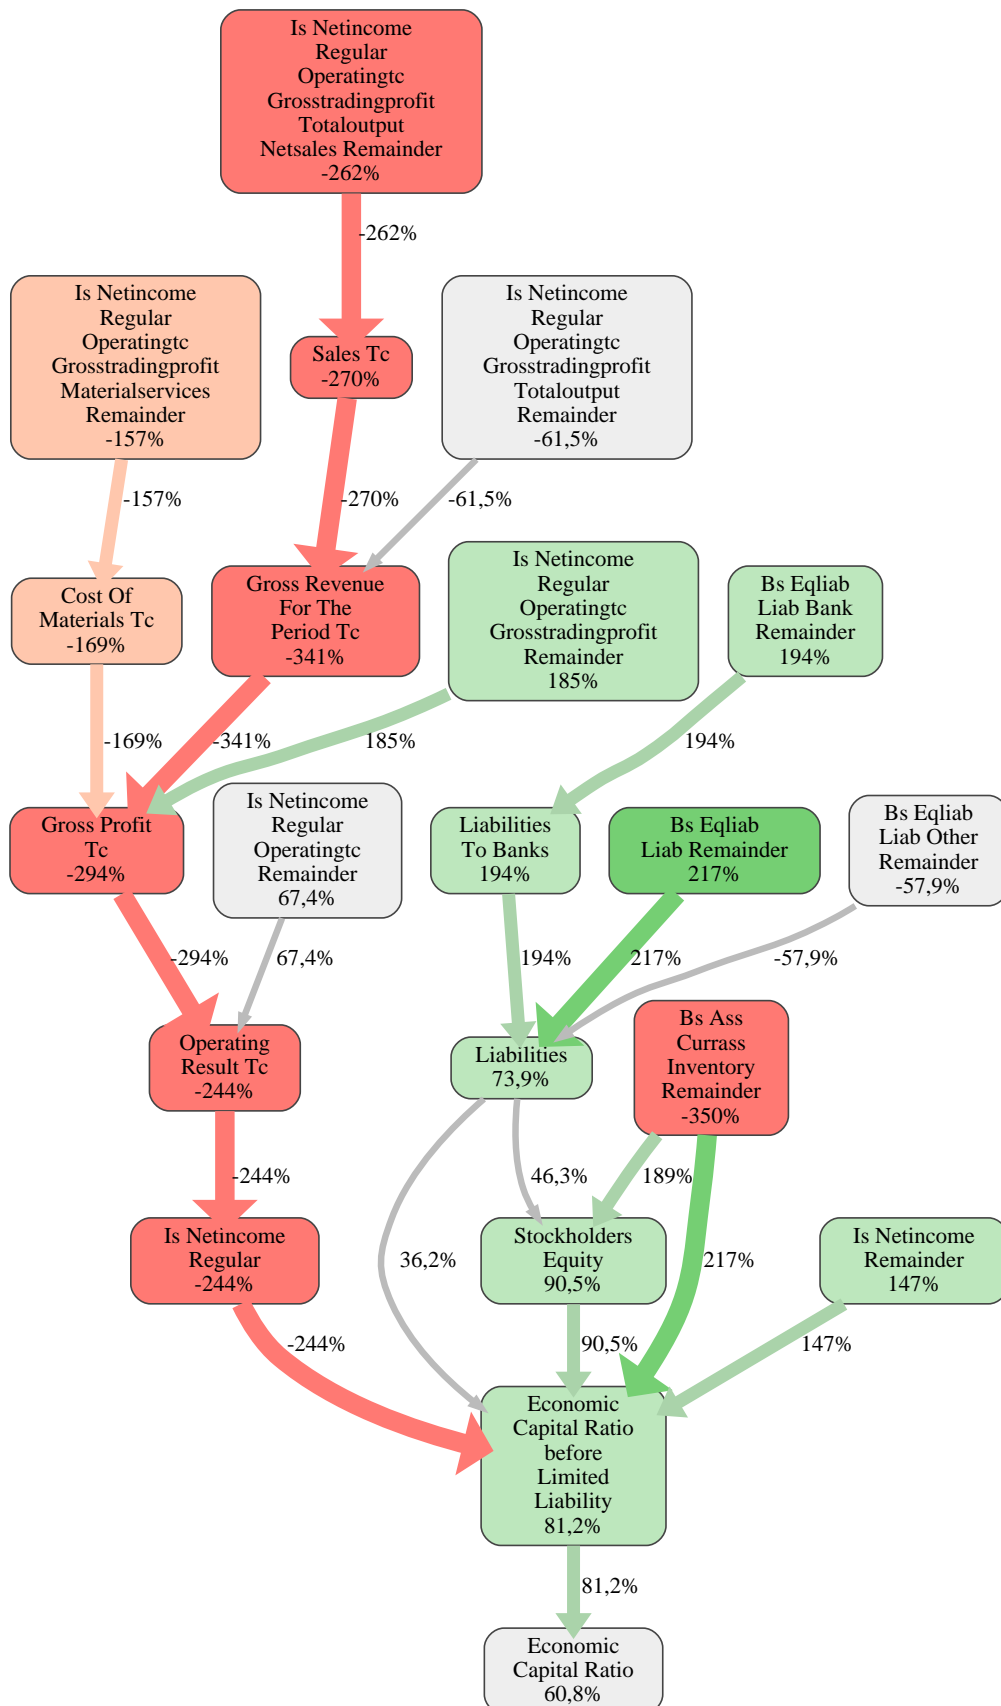 Is Netincome
Regular
Operatingtc
Grosstradingprofit
Totaloutput
Netsales Remainder
-262%
-262%
Is Netincome
Regular
Operatingtc
Grosstradingprofit
Materialservices
Remainder
-157%
Sales Tc
-270%
Is Netincome
Regular
Operatingtc
Grosstradingprofit
Totaloutput
Remainder
-61,5%
-157%
-270%
-61,5%
Cost Of
Materials Tc
-169%
Gross Revenue
For The
Period Tc
-341%
Is Netincome
Regular
Operatingtc
Grosstradingprofit
Remainder
185%
Bs Eqliab
Liab Bank
Remainder
194%
-169%
-341%
185%
194%
Gross Profit
Tc
-294%
Is Netincome
Regular
Operatingtc
Remainder
67,4%
Liabilities
To Banks
194%
Bs Eqliab
Liab Remainder
217%
Bs Eqliab
Liab Other
Remainder
-57,9%
-294%
67,4%
194%
217%
-57,9%
Operating
Result Tc
-244%
Liabilities
73,9%
Bs Ass
Currass
Inventory
Remainder
-350%
-244%
46,3%
189%
Is Netincome
Regular
-244%
36,2%
Stockholders
Equity
90,5%
217%
Is Netincome
Remainder
147%
-244%
90,5%
147%
Economic
Capital Ratio
before
Limited
Liability
81,2%
81,2%
Economic
Capital Ratio
60,8%